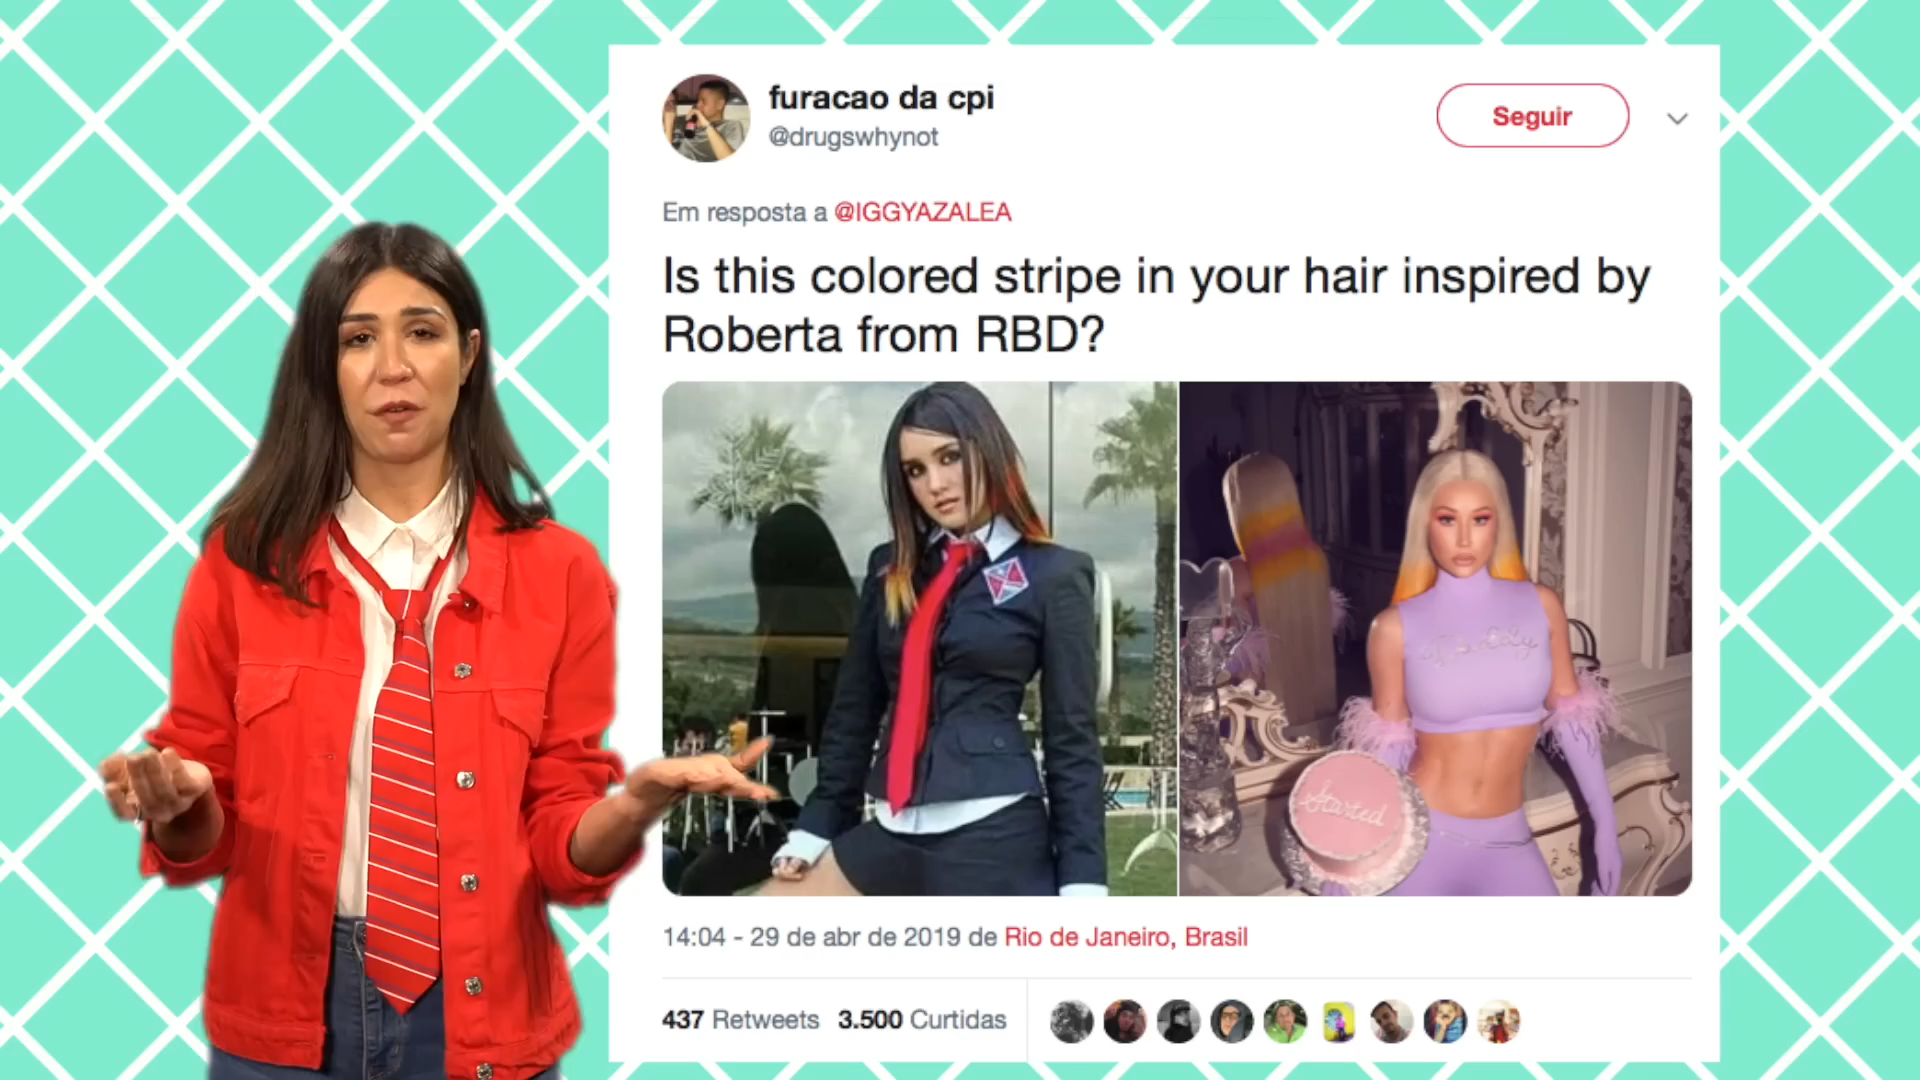 furacao da cpi
@drugswhynot
Seguir
Em resposta a @IGGYAZALEA
Is this colored stripe in your hair inspired by
Roberta from RBD?
Started
14:04 - 29 de abr de 2019 de Rio de Janeiro, Brasil
437 Retweets 3.500 Curtidas